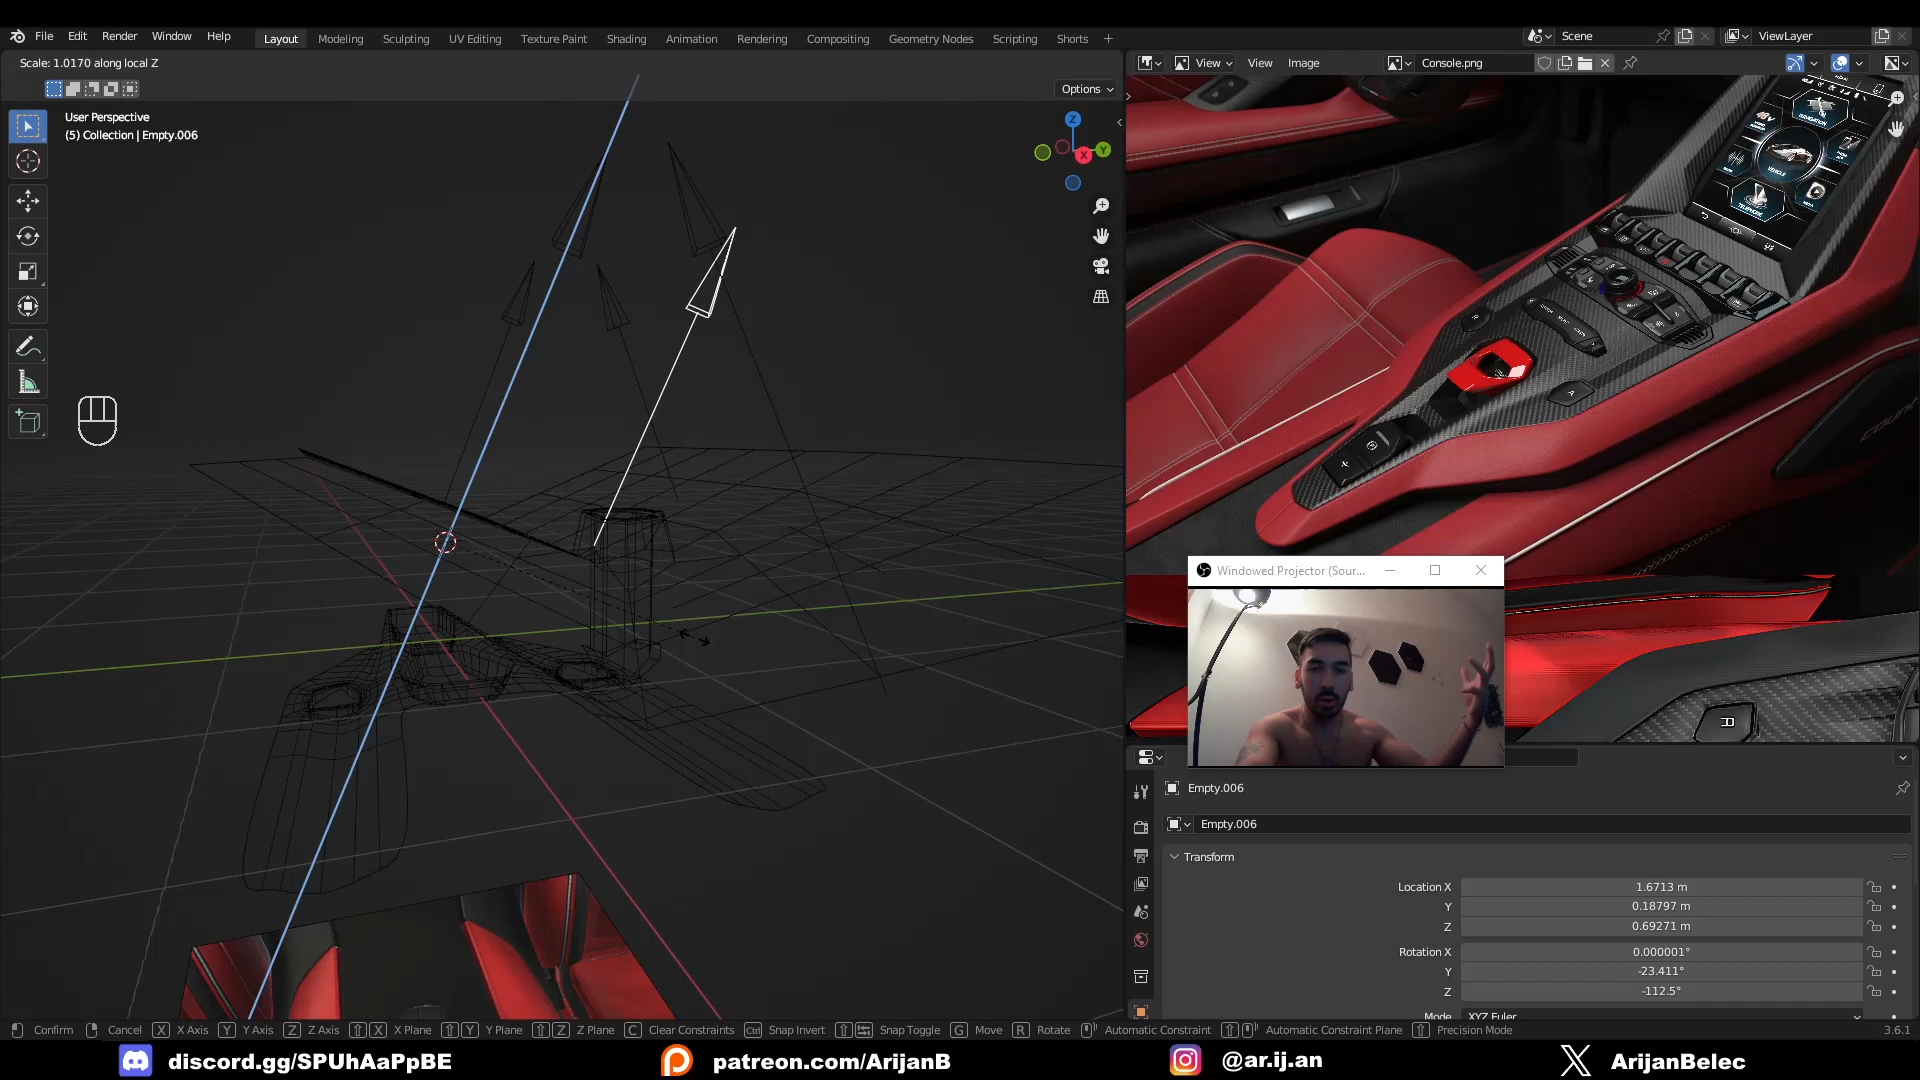 File Edit Render Window Help Layout Modeling Sculpting UV Editing Texture Paint Shading Animation Rendering Compositing Geometry Nodes Scripting Shorts + Scene ViewLayer
Scale: 1.0170 along local Z
View View Image Console.png
Options
User Perspective
(5) Collection | Empty.006
Z
Y
X
NAVIGATION
VEHICLE
TELEPHONE
A
R
Windowed Projector (Sour...
Empty.006
Empty.006
Transform
Location X 1.6713 m
Y 0.18797 m
Z 0.69271 m
Rotation X 0.000001°
Y -23.411°
Z -112.5°
Mode XYZ Euler
Confirm Cancel X X Axis Y Y Axis Z Z Axis X X Plane Y Y Plane Z Z Plane C Clear Constraints Ctrl Snap Invert Snap Toggle G Move R Rotate Automatic Constraint Automatic Constraint Plane Precision Mode 3.6.1
discord.gg/SPUhAaPpBE patreon.com/ArijanB @ar.ij.an ArijanBelec